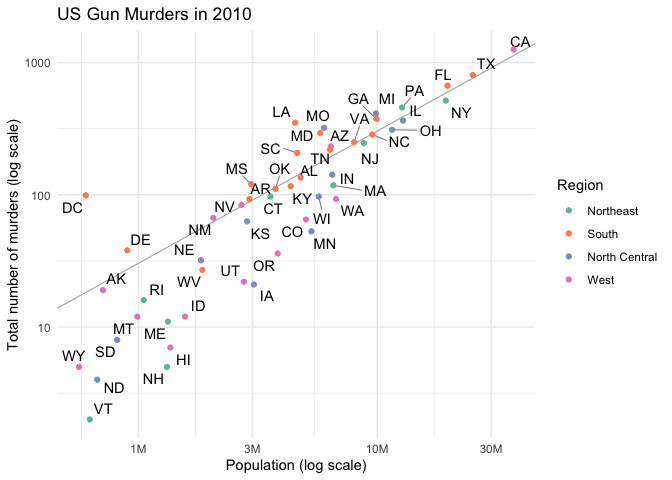 US Gun Murders in 2010
Total number of murders (log scale)
1000
100
10
CA
TX
FL
PA
NY
GA
MI
IL
LA
MO
VA
OH
MD
AZ
NC
SC
TN
NJ
MS
OK
AL
IN
AR
MA
DC
NV
CT
KY
WA
NM
WI
DE
KS
CO
MN
NE
AK
WV
UT
OR
RI
ID
IA
MT
ME
SD
HI
WY
ND
NH
VT
1M
3M
10M
30M
Population (log scale)
Region
Northeast
South
North Central
West